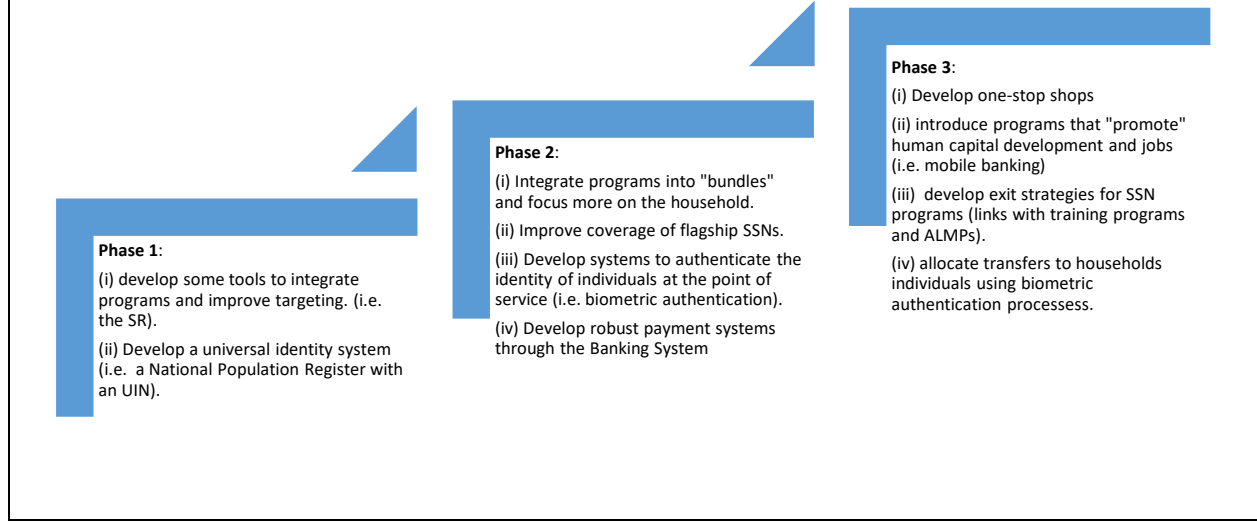 Phase 1:
(i) develop some tools to integrate
programs and improve targeting. (i.e.
the SR).
(ii) Develop a universal identity system
(i.e. a National Population Register with
an UIN).
Phase 2:
(i) Integrate programs into "bundles"
and focus more on the household.
(ii) Improve coverage of flagship SSNs.
(iii) Develop systems to authenticate the
identity of individuals at the point of
service (i.e. biometric authentication).
(iv) Develop robust payment systems
through the Banking System
Phase 3:
(i) Develop one-stop shops
(ii) introduce programs that "promote"
human capital development and jobs
(i.e. mobile banking)
(iii) develop exit strategies for SSN
programs (links with training programs
and ALMPs).
(iv) allocate transfers to households
individuals using biometric
authentication processess.